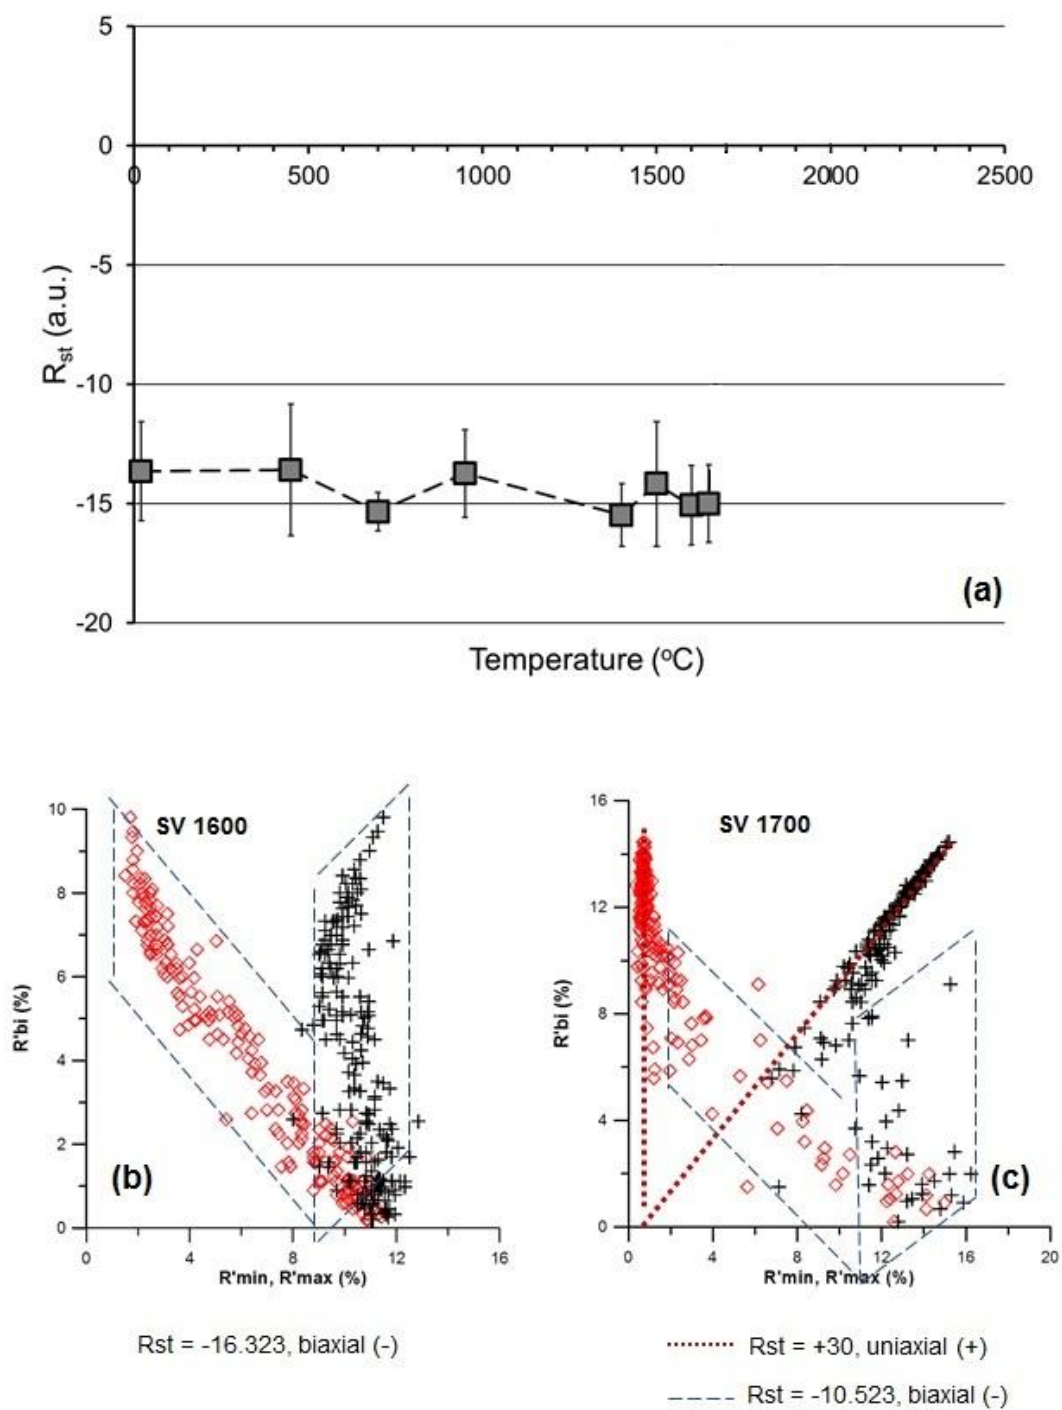 5
0
0 500 1000 1500 2000 2500
-5
Rst (a.u.)
-10
-15
(a)
-20
Temperature (oC)
10
SV 1600
8
6
R'bi (%)
4
2
(b)
0
0 4 8 12 16
R'min, R'max (%)
Rst = -16.323, biaxial (-)
16
SV 1700
12
R'bi (%)
8
4
(c)
0
0 4 8 12 16 20
R'min, R'max (%)
Rst = +30, uniaxial (+)
Rst = -10.523, biaxial (-)